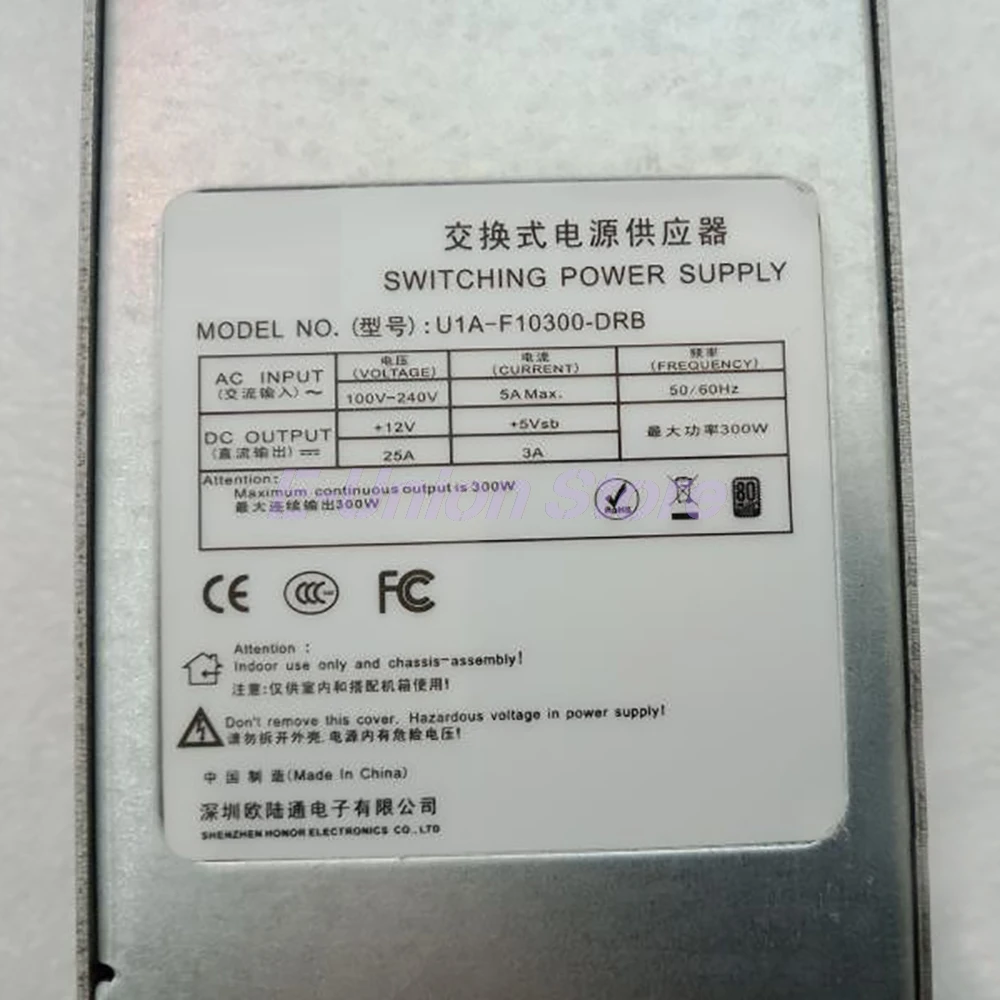 交换式电源供应器
SWITCHING POWER SUPPLY
MODEL NO. (型号) : U1A-F10300-DRB
AC INPUT
(交流输入) ~
电压
(VOLTAGE)
电流
(CURRENT)
频率
(FREQUENCY)
100V-240V
5A Max.
50/60Hz
DC OUTPUT
(直流输出)
+12V
+5Vsb
最大功率300W
25A
3A
Attention:
Maximum continuous output is 300W
最大连续输出300W
RoHS
80
E-Union Store
CE
CCC
FC
Attention :
Indoor use only and chassis-assembly!
注意:仅供室内和搭配机箱使用!
Don't remove this cover. Hazardous voltage in power supply!
请勿拆开外壳.电源内有危险电压!
中国制造(Made In China)
深圳欧陆通电子有限公司
SHENZHEN HONOR ELECTRONICS CO.,LTD